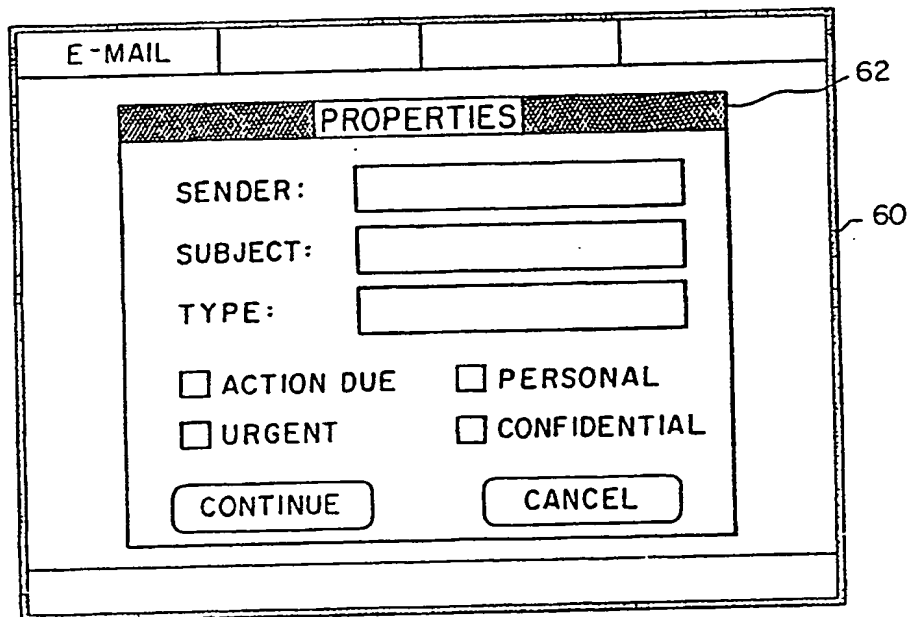 E-MAIL
62
PROPERTIES
SENDER:
60
SUBJECT:
TYPE:
ACTION DUE PERSONAL
URGENT CONFIDENTIAL
CONTINUE CANCEL